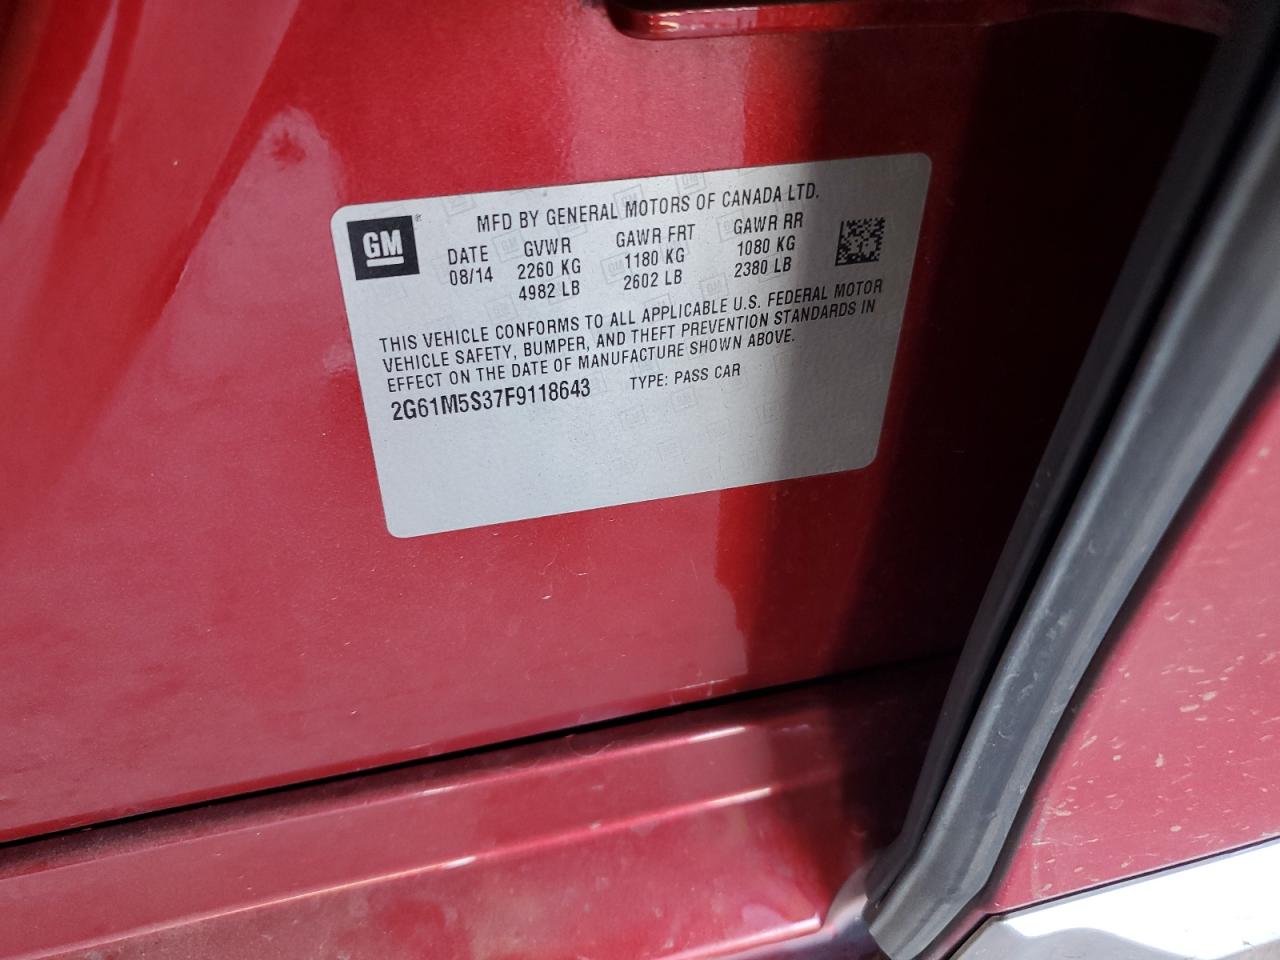 GM ®
MFD BY GENERAL MOTORS OF CANADA LTD.
DATE GVWR GAWR FRT GAWR RR
08/14 2260 KG 1180 KG 1080 KG
4982 LB 2602 LB 2380 LB
THIS VEHICLE CONFORMS TO ALL APPLICABLE U.S. FEDERAL MOTOR
VEHICLE SAFETY, BUMPER, AND THEFT PREVENTION STANDARDS IN
EFFECT ON THE DATE OF MANUFACTURE SHOWN ABOVE.
2G61M5S37F9118643 TYPE: PASS CAR